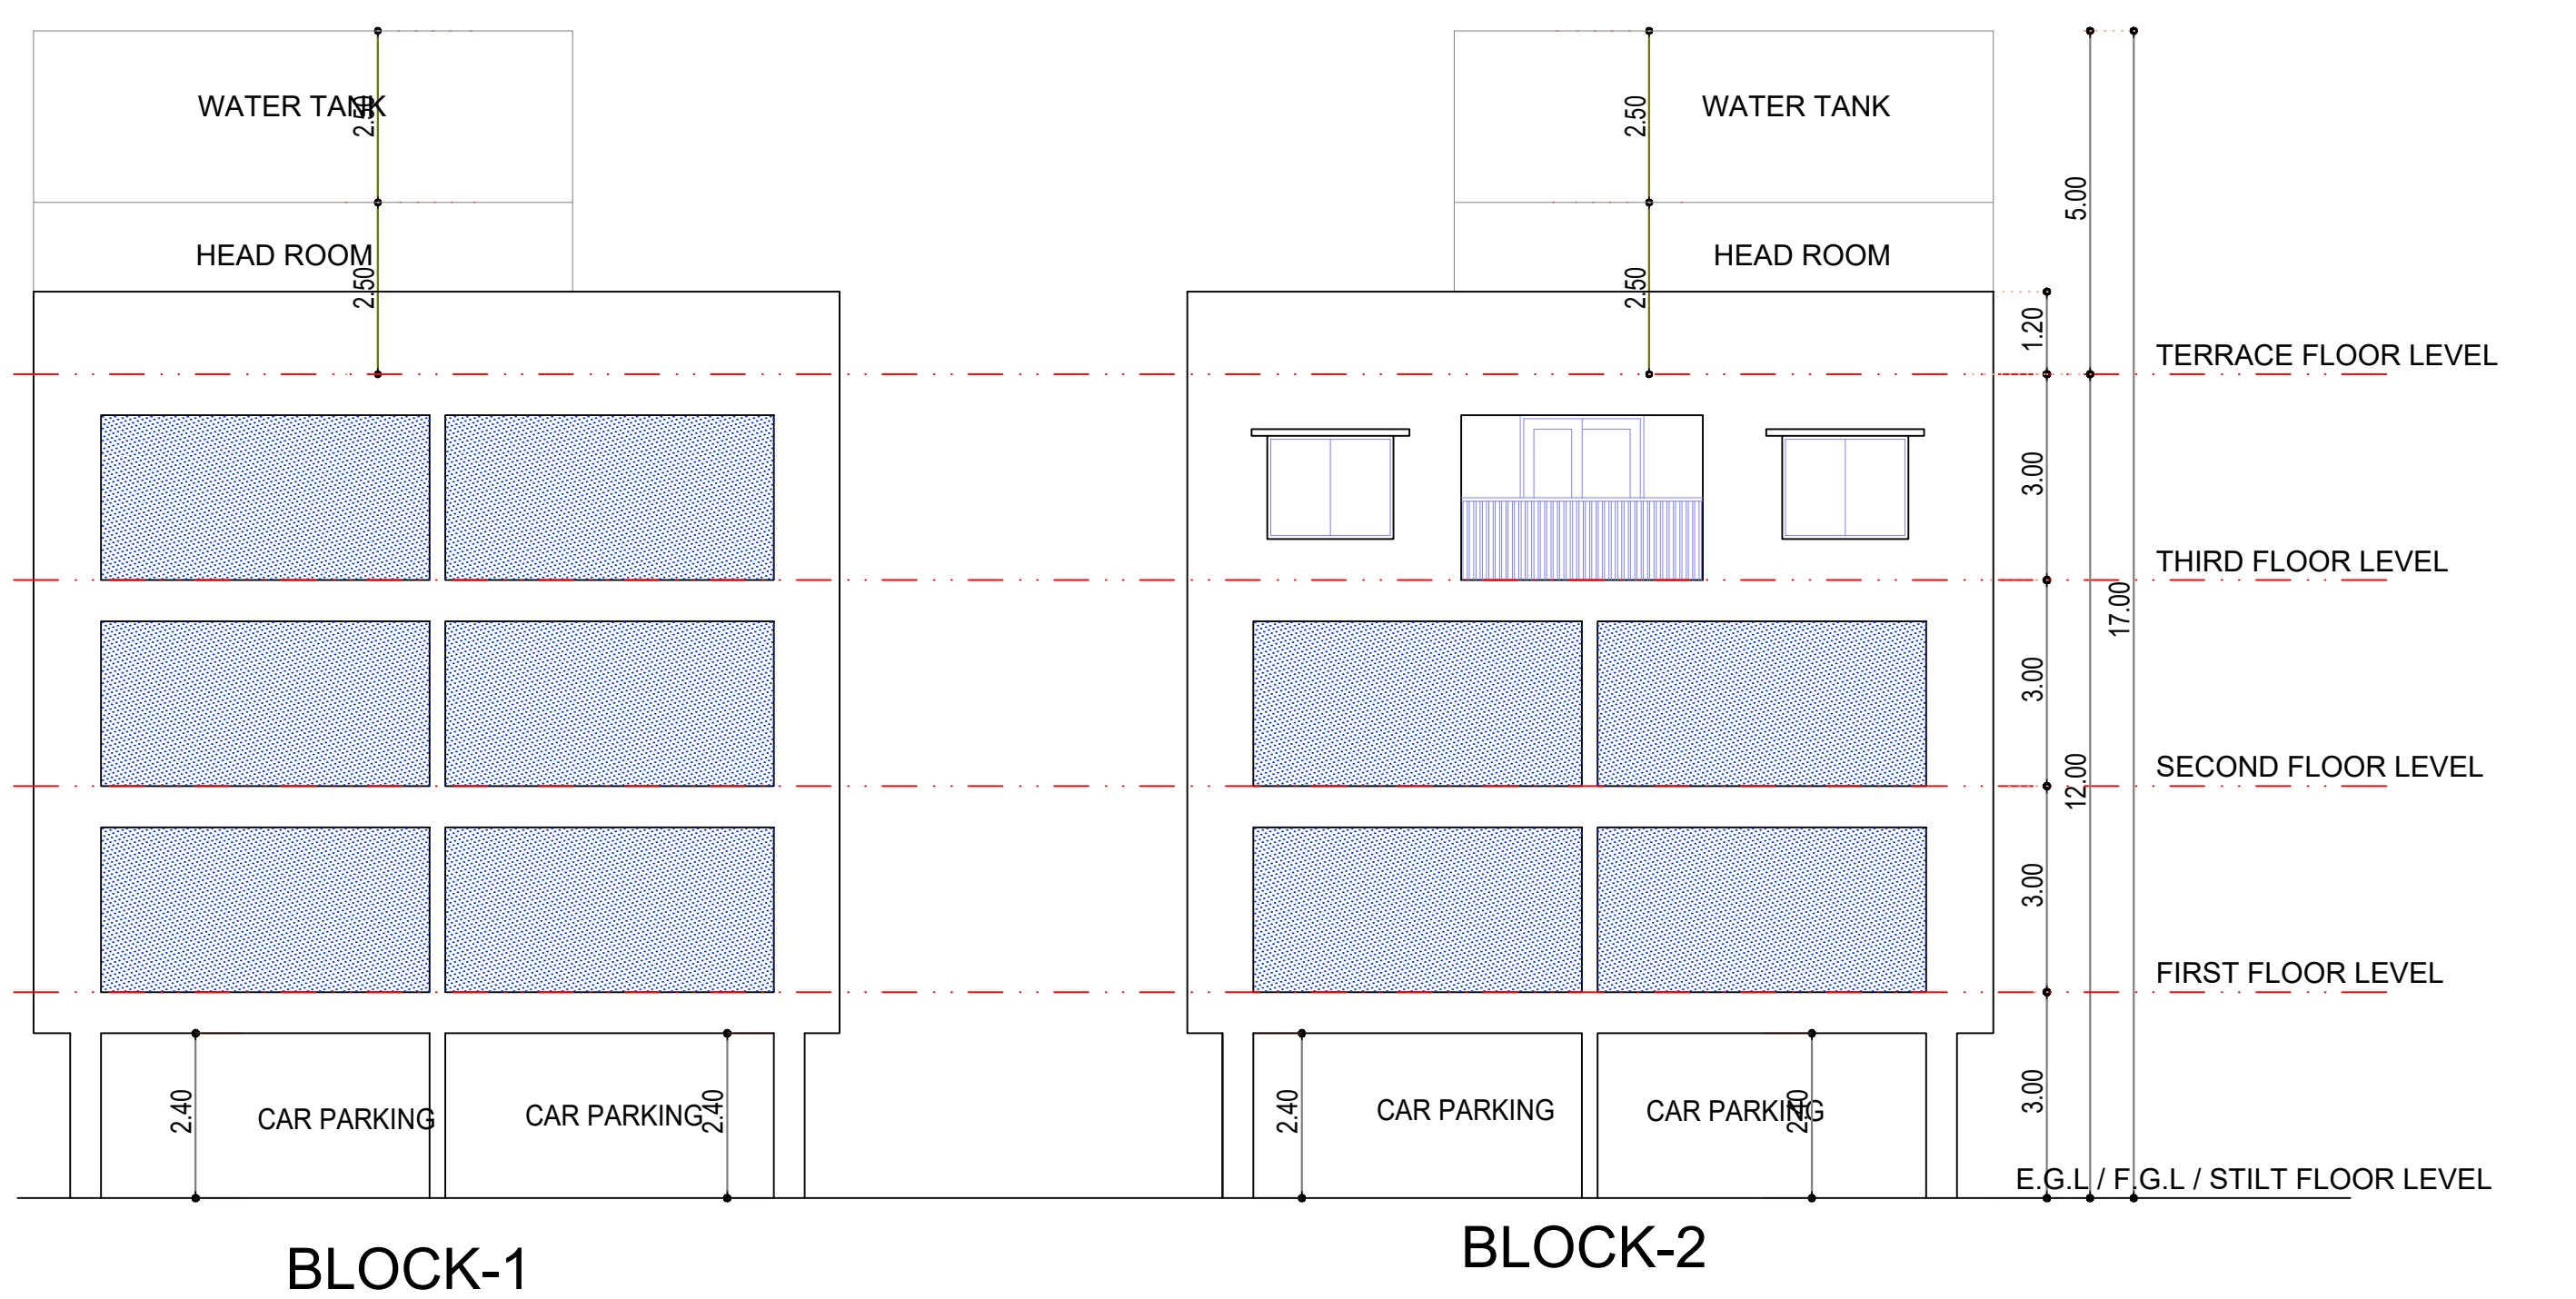 WATER TANK
2.50
2.50
WATER TANK
5.00
HEAD ROOM
2.50
2.50
HEAD ROOM
1.20
TERRACE FLOOR LEVEL
3.00
THIRD FLOOR LEVEL
17.00
3.00
SECOND FLOOR LEVEL
12.00
3.00
FIRST FLOOR LEVEL
2.40
CAR PARKING
CAR PARKING
2.40
2.40
CAR PARKING
CAR PARKING
2.40
3.00
E.G.L / F.G.L / STILT FLOOR LEVEL
BLOCK-1
BLOCK-2